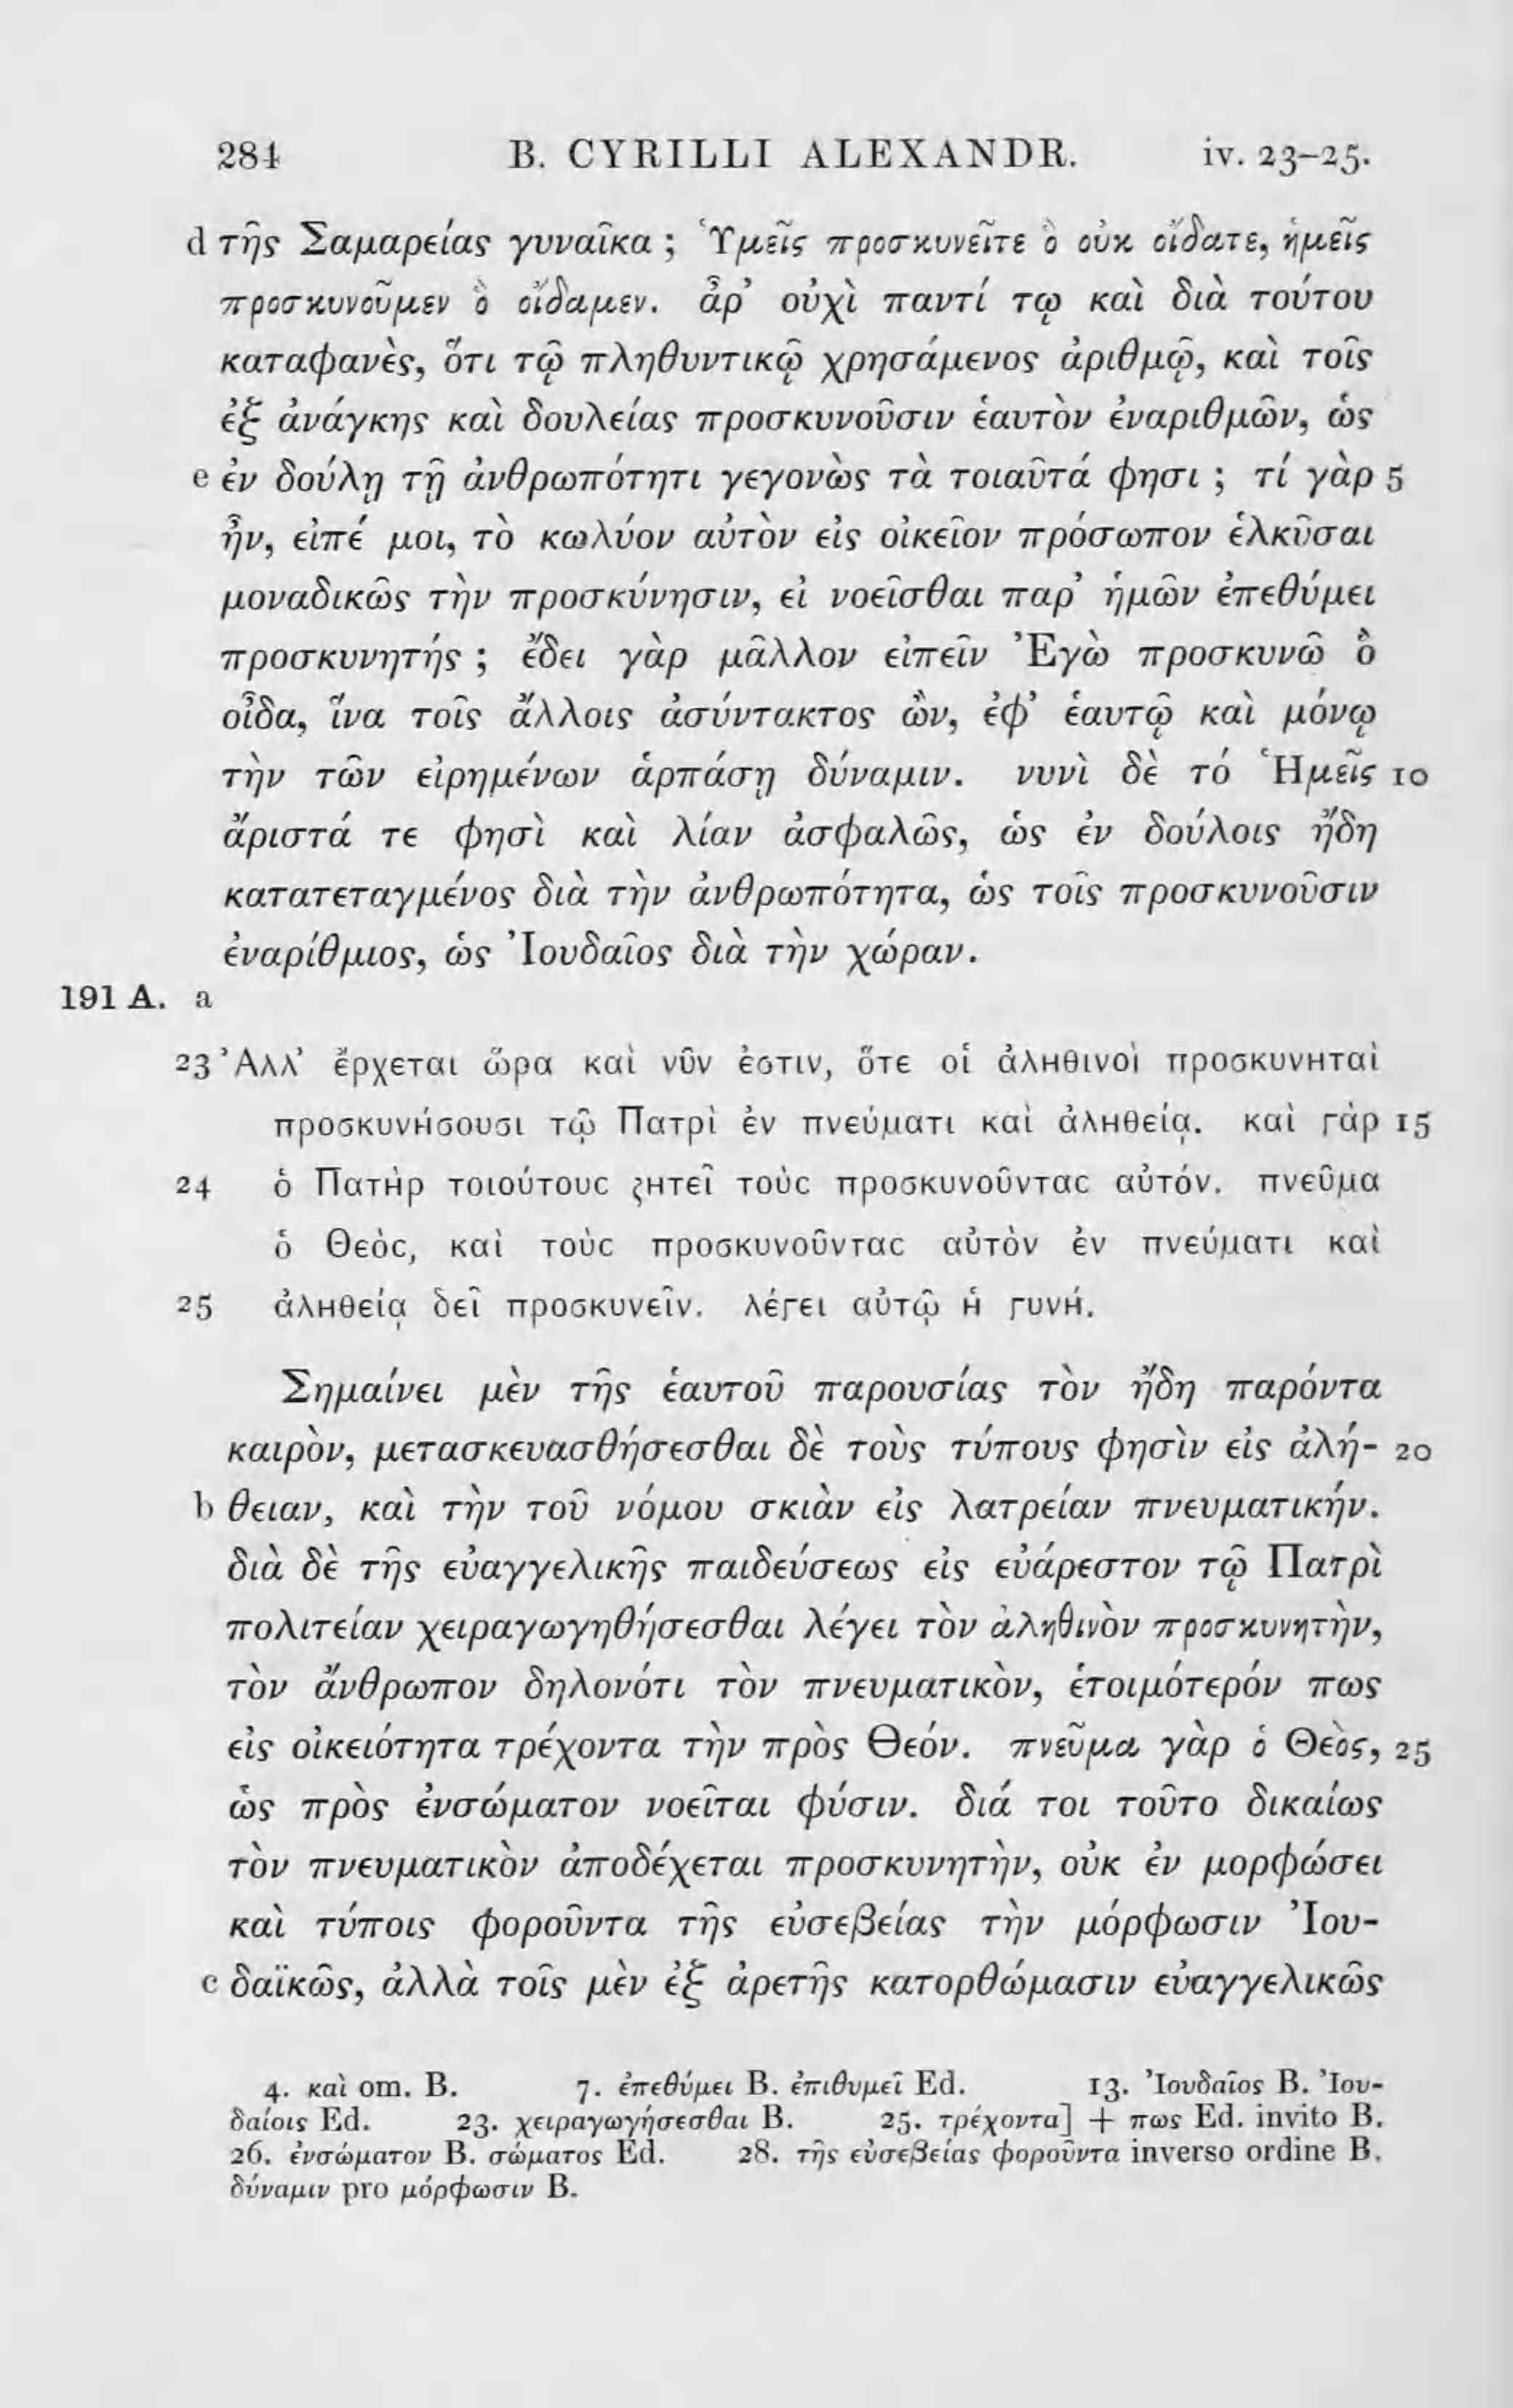 284 B. CYRILLI ALEXANDR. iv. 23–25.
d τῆς Σαμαρείας γυναῖκα ; Ὑμεῖς προσκυνεῖτε ὃ οὐκ οἴδατε, ἡμεῖς
προσκυνοῦμεν ὃ οἴδαμεν. ἆρ’ οὐχὶ παντί τῳ καὶ διὰ τούτου
καταφανὲς, ὅτι τῷ πληθυντικῷ χρησάμενος ἀριθμῷ, καὶ τοῖς
ἐξ ἀνάγκης καὶ δουλείας προσκυνοῦσιν ἑαυτὸν ἐναριθμῶν, ὡς
e ἐν δούλῃ τῇ ἀνθρωπότητι γεγονὼς τὰ τοιαῦτά φησι ; τί γὰρ 5
ἦν, εἰπέ μοι, τὸ κωλύον αὐτὸν εἰς οἰκεῖον πρόσωπον ἑλκῦσαι
μοναδικῶς τὴν προσκύνησιν, εἰ νοεῖσθαι παρ’ ἡμῶν ἐπεθύμει
προσκυνητής ; ἔδει γὰρ μᾶλλον εἰπεῖν Ἐγὼ προσκυνῶ ὃ
οἶδα, ἵνα τοῖς ἄλλοις ἀσύντακτος ὢν, ἐφ’ ἑαυτῷ καὶ μόνῳ
τὴν τῶν εἰρημένων ἁρπάσῃ δύναμιν. νυνὶ δὲ τό Ἡμεῖς 10
ἄριστά τε φησὶ καὶ λίαν ἀσφαλῶς, ὡς ἐν δούλοις ἤδη
κατατεταγμένος διὰ τὴν ἀνθρωπότητα, ὡς τοῖς προσκυνοῦσιν
ἐναρίθμιος, ὡς Ἰουδαῖος διὰ τὴν χώραν.
191 A. a
23 Ἀλλ’ ἔρχεται ὥρα καὶ νῦν ἐστιν, ὅτε οἱ ἀληθινοὶ προσκυνηταὶ
προσκυνήσουσι τῷ Πατρὶ ἐν πνεύματι καὶ ἀληθείᾳ. καὶ γὰρ 15
24 ὁ Πατὴρ τοιούτους ζητεῖ τοὺς προσκυνοῦντας αὐτόν. πνεῦμα
ὁ Θεὸς, καὶ τοὺς προσκυνοῦντας αὐτὸν ἐν πνεύματι καὶ
25 ἀληθείᾳ δεῖ προσκυνεῖν. λέγει αὐτῷ ἡ γυνή.
Σημαίνει μὲν τῆς ἑαυτοῦ παρουσίας τὸν ἤδη παρόντα
καιρὸν, μετασκευασθήσεσθαι δὲ τοὺς τύπους φησὶν εἰς ἀλή- 20
b θειαν, καὶ τὴν τοῦ νόμου σκιὰν εἰς λατρείαν πνευματικήν.
διὰ δὲ τῆς εὐαγγελικῆς παιδεύσεως εἰς εὐάρεστον τῷ Πατρὶ
πολιτείαν χειραγωγηθήσεσθαι λέγει τὸν ἀληθινὸν προσκυνητὴν,
τὸν ἄνθρωπον δηλονότι τὸν πνευματικὸν, ἑτοιμότερόν πως
εἰς οἰκειότητα τρέχοντα τὴν πρὸς Θεόν. πνεῦμα γὰρ ὁ Θεὸς, 25
ὡς πρὸς ἐνσώματον νοεῖται φύσιν. διά τοι τοῦτο δικαίως
τὸν πνευματικὸν ἀποδέχεται προσκυνητὴν, οὐκ ἐν μορφώσει
καὶ τύποις φοροῦντα τῆς εὐσεβείας τὴν μόρφωσιν Ἰου-
c δαϊκῶς, ἀλλὰ τοῖς μὲν ἐξ ἀρετῆς κατορθώμασιν εὐαγγελικῶς
4. καὶ om. B. 7. ἐπεθύμει B. ἐπιθυμεῖ Ed. 13. Ἰουδαῖος B. Ἰου-
δαίοις Ed. 23. χειραγωγήσεσθαι B. 25. τρέχοντα] + πως Ed. invito B.
26. ἐνσώματον B. σώματος Ed. 28. τῆς εὐσεβείας φοροῦντα inverso ordine B.
δύναμιν pro μόρφωσιν B.